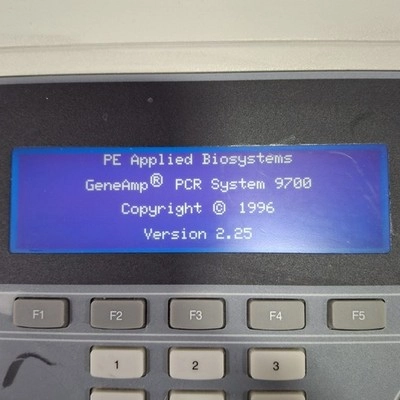 PE Applied Biosystems
GeneAmp® PCR System 9700
Copyright © 1996
Version 2.25
F1 F2 F3 F4 F5
1 2 3